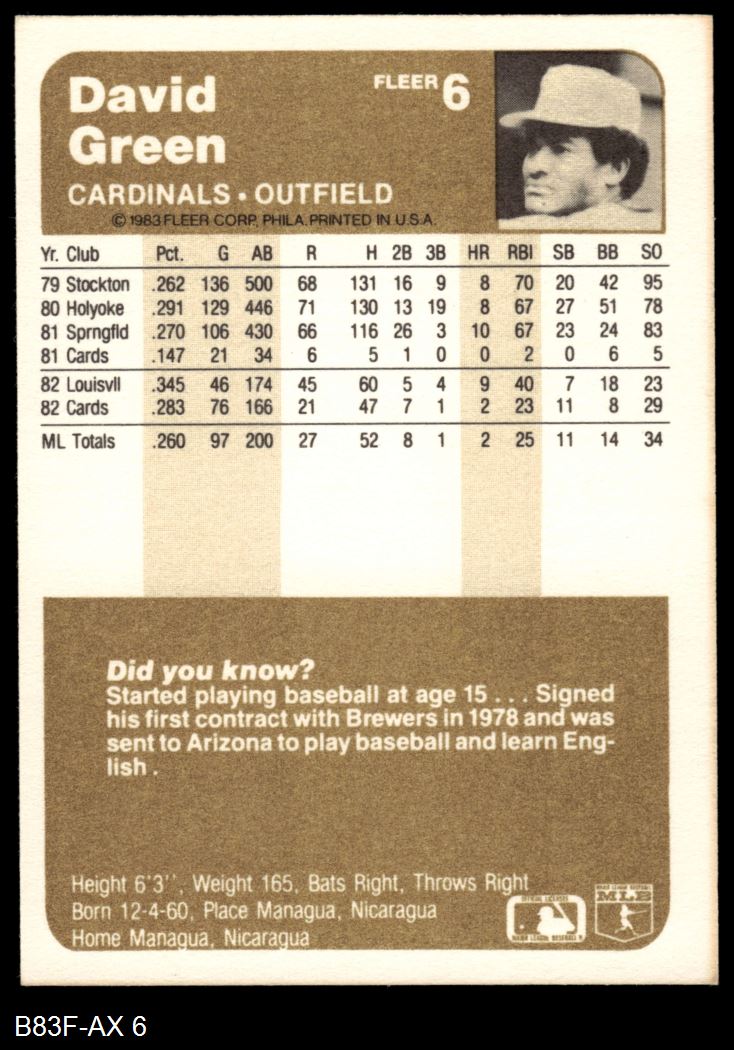 David
Green
FLEER 6
CARDINALS • OUTFIELD
© 1983 FLEER CORP. PHILA. PRINTED IN U.S.A.
Yr. Club Pct. G AB R H 2B 3B HR RBI SB BB SO
79 Stockton .262 136 500 68 131 16 9 8 70 20 42 95
80 Holyoke .291 129 446 71 130 13 19 8 67 27 51 78
81 Sprngfld .270 106 430 66 116 26 3 10 67 23 24 83
81 Cards .147 21 34 6 5 1 0 0 2 0 6 5
82 Louisvll .345 46 174 45 60 5 4 9 40 7 18 23
82 Cards .283 76 166 21 47 7 1 2 23 11 8 29
ML Totals .260 97 200 27 52 8 1 2 25 11 14 34
Did you know?
Started playing baseball at age 15 . . . Signed
his first contract with Brewers in 1978 and was
sent to Arizona to play baseball and learn Eng-
lish .
Height 6'3'', Weight 165, Bats Right, Throws Right
Born 12-4-60, Place Managua, Nicaragua
Home Managua, Nicaragua
MAJOR LEAGUE BASEBALL
B83F-AX 6